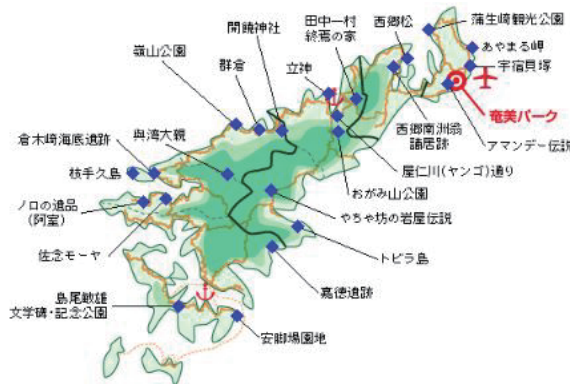 蒲生崎観光公園
あやまる岬
宇宿貝塚
奄美パーク
アマンデー伝説
西郷松
田中一村
終焉の家
開饒神社
立神
群倉
嶺山公園
西郷南洲翁
謫居跡
屋仁川(ヤンゴ)通り
おがみ山公園
倉木崎海底遺跡
與湾大親
枝手久島
やちゃ坊の岩屋伝説
ノロの遺品
(阿室)
トビラ島
佐念モーヤ
嘉徳遺跡
島尾敏雄
文学碑・記念公園
安脚場園地